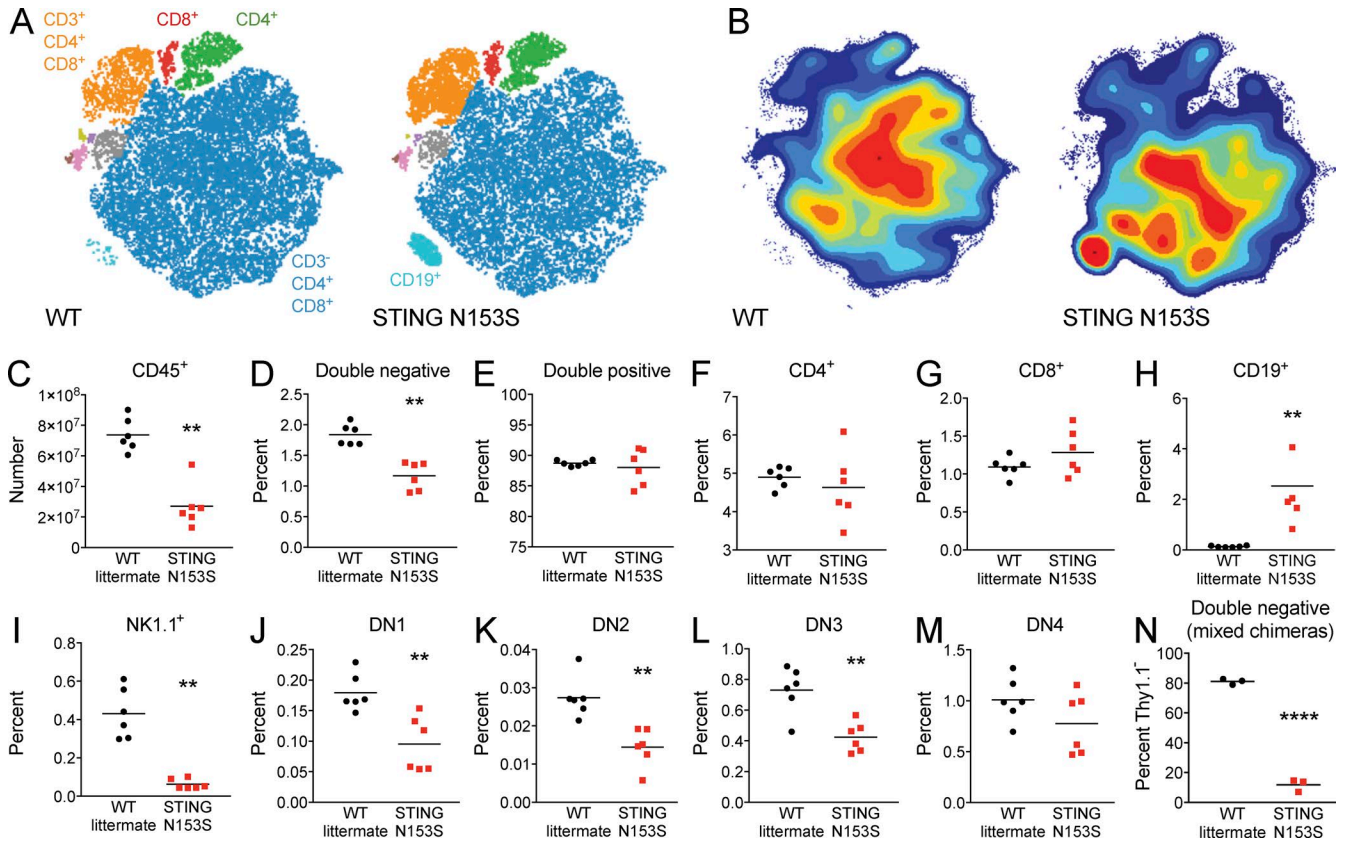 A
CD3⁺
CD4⁺
CD8⁺
CD8⁺
CD4⁺
CD3⁻
CD4⁺
CD8⁺
CD19⁺
WT
STING N153S
B
WT
STING N153S
C
CD45⁺
Number
1×10⁸
8×10⁷
6×10⁷
4×10⁷
2×10⁷
0
**
WT
littermate
STING
N153S
D
Double negative
Percent
2.5
2.0
1.5
1.0
0.5
0.0
**
WT
littermate
STING
N153S
E
Double positive
Percent
100
95
90
85
80
75
WT
littermate
STING
N153S
F
CD4⁺
Percent
7
6
5
4
3
WT
littermate
STING
N153S
G
CD8⁺
Percent
2.0
1.5
1.0
0.5
0.0
WT
littermate
STING
N153S
H
CD19⁺
Percent
6
4
2
0
**
WT
littermate
STING
N153S
I
NK1.1⁺
Percent
0.8
0.6
0.4
0.2
0.0
**
WT
littermate
STING
N153S
J
DN1
Percent
0.25
0.20
0.15
0.10
0.05
0.00
**
WT
littermate
STING
N153S
K
DN2
Percent
0.04
0.03
0.02
0.01
0.00
**
WT
littermate
STING
N153S
L
DN3
Percent
1.0
0.8
0.6
0.4
0.2
0.0
**
WT
littermate
STING
N153S
M
DN4
Percent
1.5
1.0
0.5
0.0
WT
littermate
STING
N153S
N
Double negative
(mixed chimeras)
Percent Thy1.1⁻
100
80
60
40
20
0
****
WT
littermate
STING
N153S